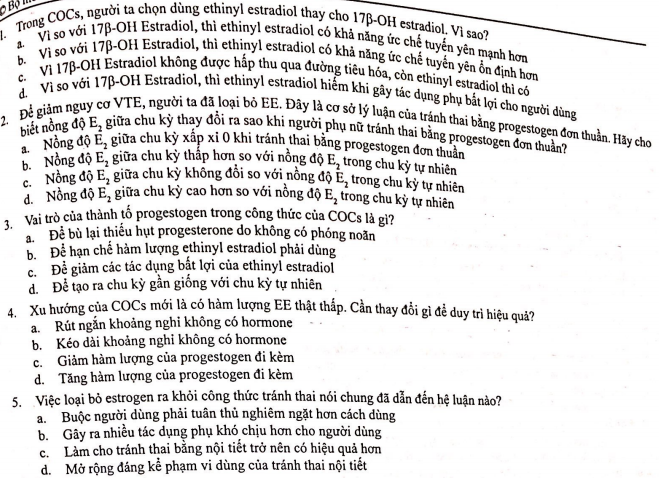 1. Trong COCs, người ta chọn dùng ethinyl estradiol thay cho 17β-OH estradiol. Vì sao?
a. Vì so với 17β-OH Estradiol, thì ethinyl estradiol có khả năng ức chế tuyến yên mạnh hơn
b. Vì so với 17β-OH Estradiol, thì ethinyl estradiol có khả năng ức chế tuyến yên ổn định hơn
c. Vì 17β-OH Estradiol không được hấp thu qua đường tiêu hóa, còn ethinyl estradiol thì có
d. Vì so với 17β-OH Estradiol, thì ethinyl estradiol hiếm khi gây tác dụng phụ bất lợi cho người dùng
2. Để giảm nguy cơ VTE, người ta đã loại bỏ EE. Đây là cơ sở lý luận của tránh thai bằng progestogen đơn thuần. Hãy cho
biết nồng độ E₂ giữa chu kỳ thay đổi ra sao khi người phụ nữ tránh thai bằng progestogen đơn thuần?
a. Nồng độ E₂ giữa chu kỳ xấp xỉ 0 khi tránh thai bằng progestogen đơn thuần
b. Nồng độ E₂ giữa chu kỳ thấp hơn so với nồng độ E₂ trong chu kỳ tự nhiên
c. Nồng độ E₂ giữa chu kỳ không đổi so với nồng độ E₂ trong chu kỳ tự nhiên
d. Nồng độ E₂ giữa chu kỳ cao hơn so với nồng độ E₂ trong chu kỳ tự nhiên
3. Vai trò của thành tố progestogen trong công thức của COCs là gì?
a. Để bù lại thiếu hụt progesterone do không có phóng noãn
b. Để hạn chế hàm lượng ethinyl estradiol phải dùng
c. Để giảm các tác dụng bất lợi của ethinyl estradiol
d. Để tạo ra chu kỳ gần giống với chu kỳ tự nhiên
4. Xu hướng của COCs mới là có hàm lượng EE thật thấp. Cần thay đổi gì để duy trì hiệu quả?
a. Rút ngắn khoảng nghỉ không có hormone
b. Kéo dài khoảng nghỉ không có hormone
c. Giảm hàm lượng của progestogen đi kèm
d. Tăng hàm lượng của progestogen đi kèm
5. Việc loại bỏ estrogen ra khỏi công thức tránh thai nói chung đã dẫn đến hệ luận nào?
a. Buộc người dùng phải tuân thủ nghiêm ngặt hơn cách dùng
b. Gây ra nhiều tác dụng phụ khó chịu hơn cho người dùng
c. Làm cho tránh thai bằng nội tiết trở nên có hiệu quả hơn
d. Mở rộng đáng kể phạm vi dùng của tránh thai nội tiết